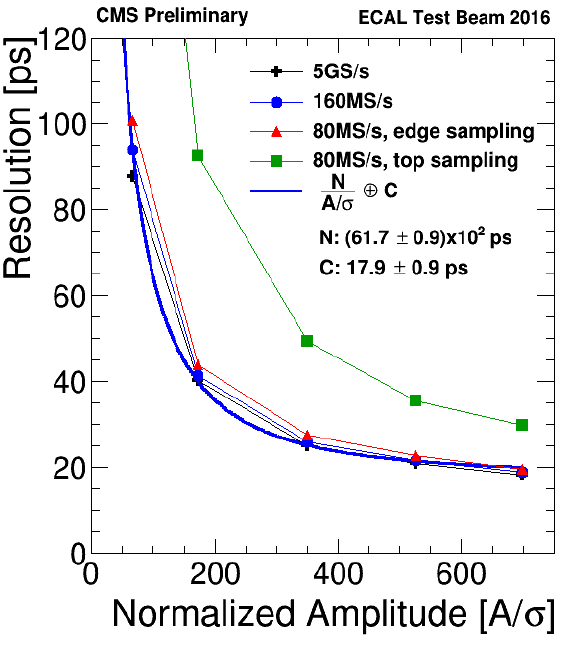 CMS Preliminary ECAL Test Beam 2016
Resolution [ps]
120
100
80
60
40
20
0
5GS/s
160MS/s
80MS/s, edge sampling
80MS/s, top sampling
N
A/σ ⊕ C
N: (61.7 ± 0.9)x10² ps
C: 17.9 ± 0.9 ps
0 200 400 600
Normalized Amplitude [A/σ]